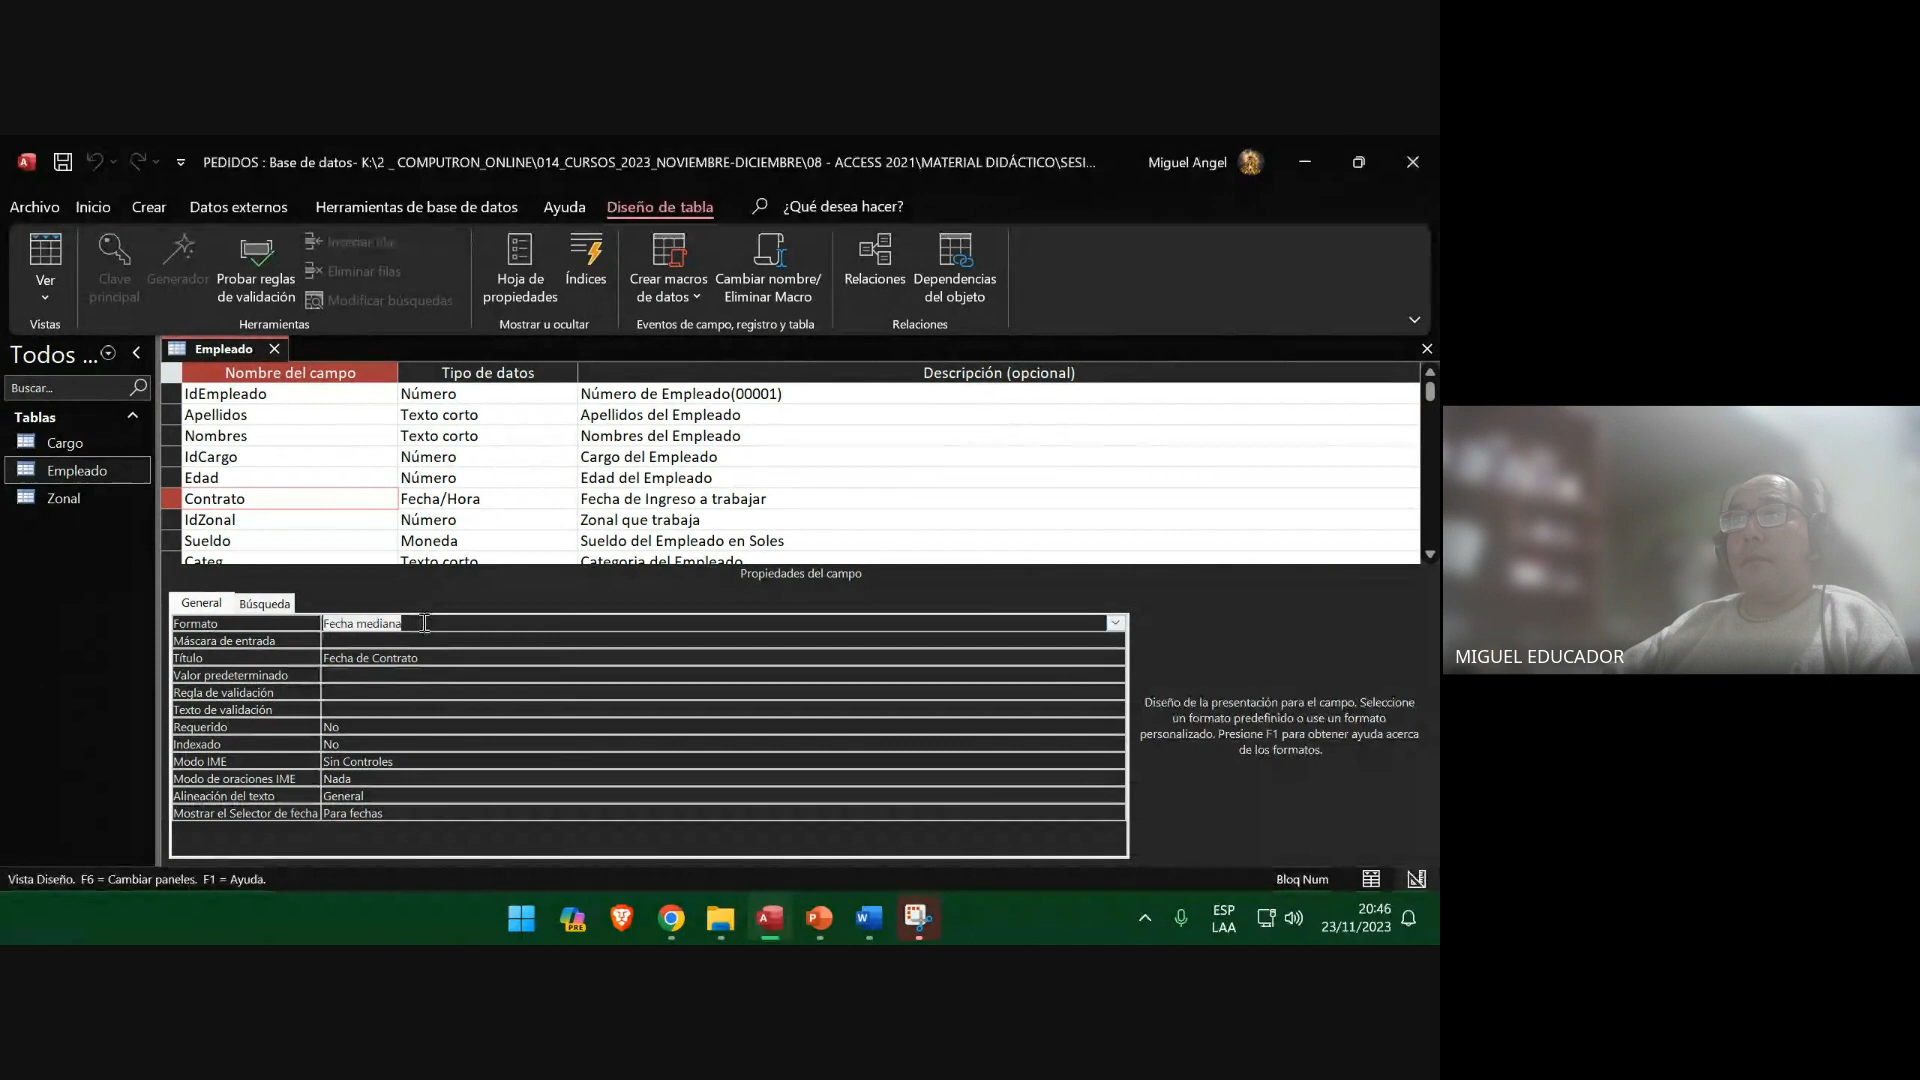 PEDIDOS : Base de datos- K:\2 _ COMPUTRON_ONLINE\014_CURSOS_2023_NOVIEMBRE-DICIEMBRE\08 - ACCESS 2021\MATERIAL DIDÁCTICO\SESI...
Miguel Angel
Archivo Inicio Crear Datos externos Herramientas de base de datos Ayuda Diseño de tabla ¿Qué desea hacer?
Ver
Clave principal
Generador
Probar reglas de validación
Insertar fila
Eliminar filas
Modificar búsquedas
Hoja de propiedades
Índices
Crear macros de datos
Cambiar nombre/ Eliminar Macro
Relaciones
Dependencias del objeto
Vistas Herramientas Mostrar u ocultar Eventos de campo, registro y tabla Relaciones
Todos ...
Buscar...
Tablas
Cargo
Empleado
Zonal
Empleado
Nombre del campo Tipo de datos Descripción (opcional)
IdEmpleado Número Número de Empleado(00001)
Apellidos Texto corto Apellidos del Empleado
Nombres Texto corto Nombres del Empleado
IdCargo Número Cargo del Empleado
Edad Número Edad del Empleado
Contrato Fecha/Hora Fecha de Ingreso a trabajar
IdZonal Número Zonal que trabaja
Sueldo Moneda Sueldo del Empleado en Soles
Categ Texto corto Categoria del Empleado
Propiedades del campo
General Búsqueda
Formato Fecha mediana
Máscara de entrada
Título Fecha de Contrato
Valor predeterminado
Regla de validación
Texto de validación
Requerido No
Indexado No
Modo IME Sin Controles
Modo de oraciones IME Nada
Alineación del texto General
Mostrar el Selector de fecha Para fechas
Diseño de la presentación para el campo. Seleccione
un formato predefinido o use un formato
personalizado. Presione F1 para obtener ayuda acerca
de los formatos.
Vista Diseño. F6 = Cambiar paneles. F1 = Ayuda.
Bloq Num
PRE
ESP
LAA
20:46
23/11/2023
MIGUEL EDUCADOR